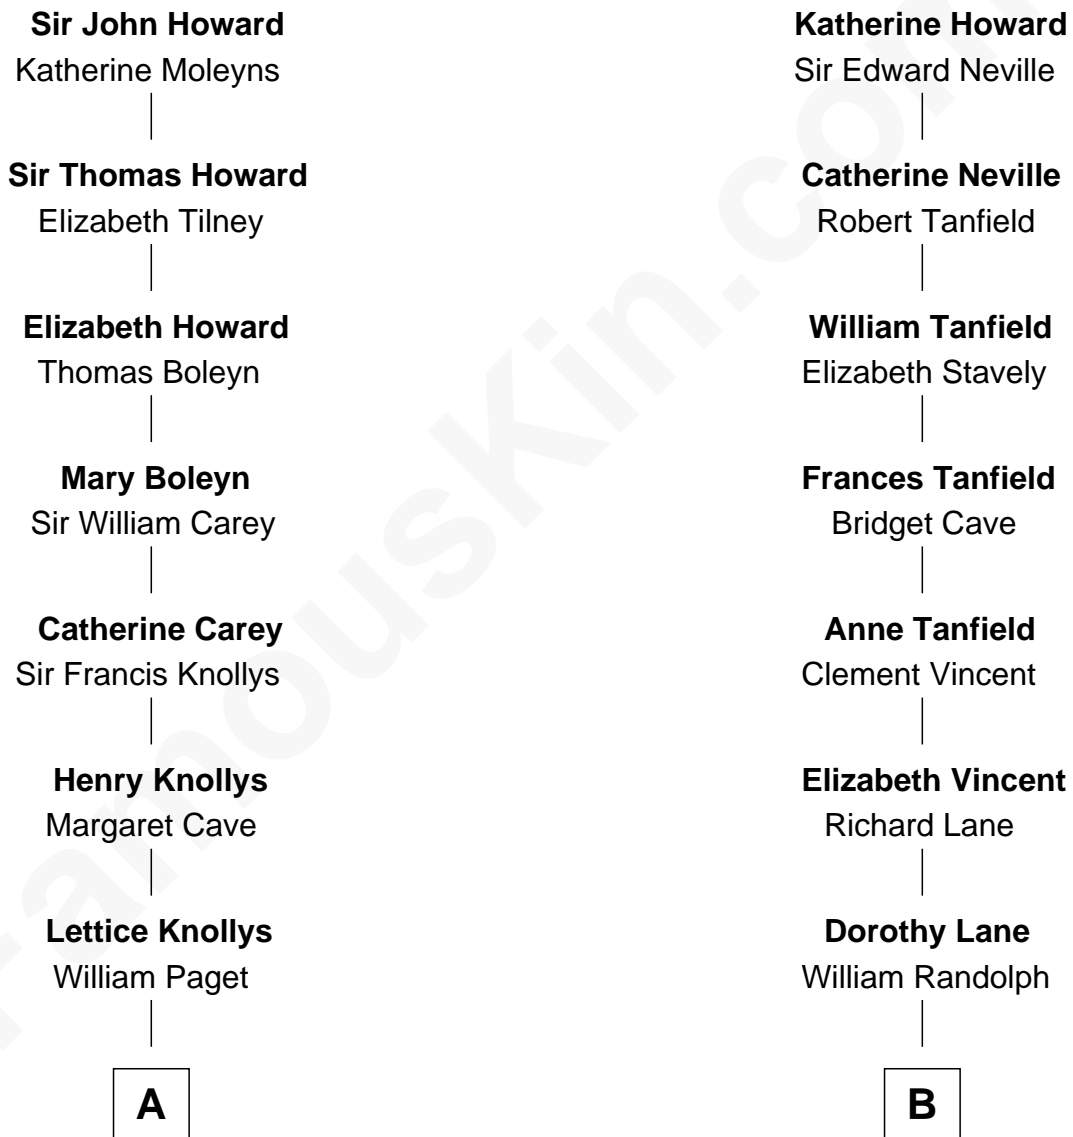 Sir John Howard
Katherine Moleyns
Sir Thomas Howard
Elizabeth Tilney
Elizabeth Howard
Thomas Boleyn
Mary Boleyn
Sir William Carey
Catherine Carey
Sir Francis Knollys
Henry Knollys
Margaret Cave
Lettice Knollys
William Paget
A
Katherine Howard
Sir Edward Neville
Catherine Neville
Robert Tanfield
William Tanfield
Elizabeth Stavely
Frances Tanfield
Bridget Cave
Anne Tanfield
Clement Vincent
Elizabeth Vincent
Richard Lane
Dorothy Lane
William Randolph
B
FamousKin.com